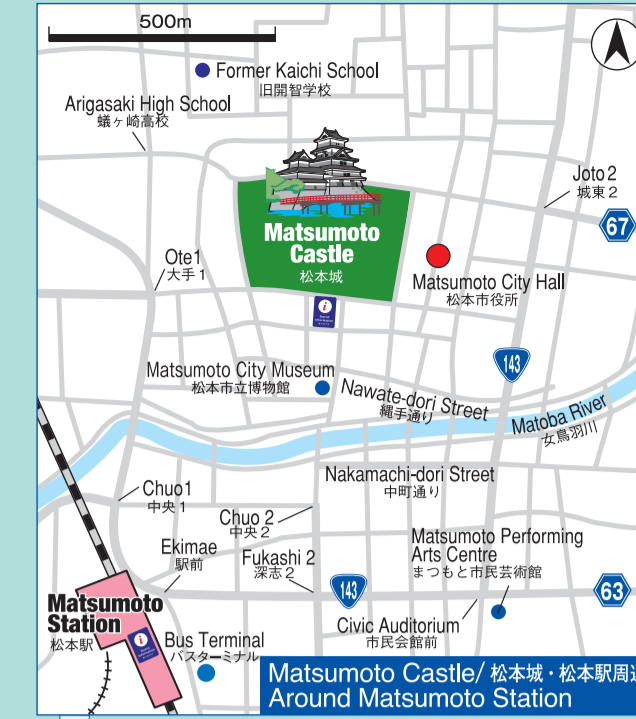 500m
Former Kaichi School
旧開智学校
Arigasaki High School
蟻ヶ崎高校
Joto 2
城東 2
67
Matsumoto
Castle
松本城
Ote1
大手 1
Matsumoto City Hall
松本市役所
i
143
Matsumoto City Museum
松本市立博物館
Nawate-dori Street
縄手通り
Matoba River
女鳥羽川
Nakamachi-dori Street
中町通り
Chuo1
中央 1
Chuo 2
中央 2
Ekimae
駅前
Fukashi 2
深志 2
Matsumoto Performing
Arts Centre
まつもと市民芸術館
143
63
Matsumoto
Station
松本駅
i
Bus Terminal
バスターミナル
Civic Auditorium
市民会館前
Matsumoto Castle/ 松本城・松本駅周辺
Around Matsumoto Station